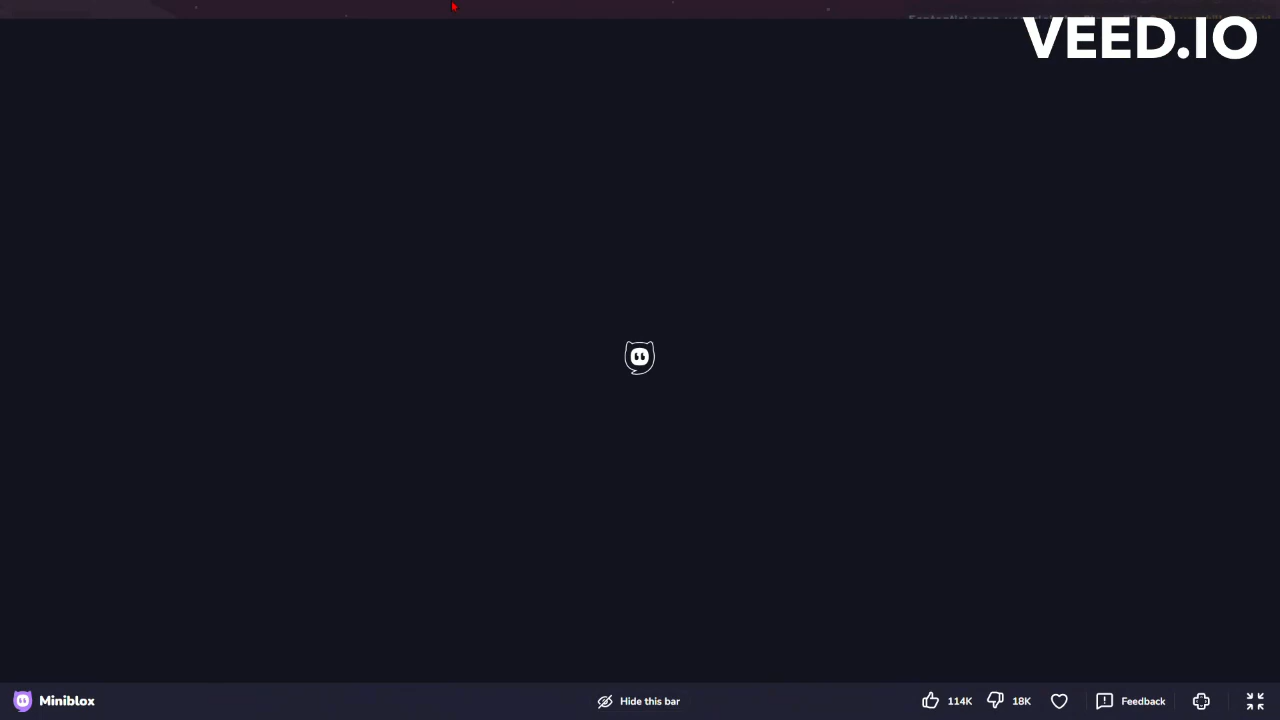 VEED.IO
Miniblox
Hide this bar
114K
18K
Feedback